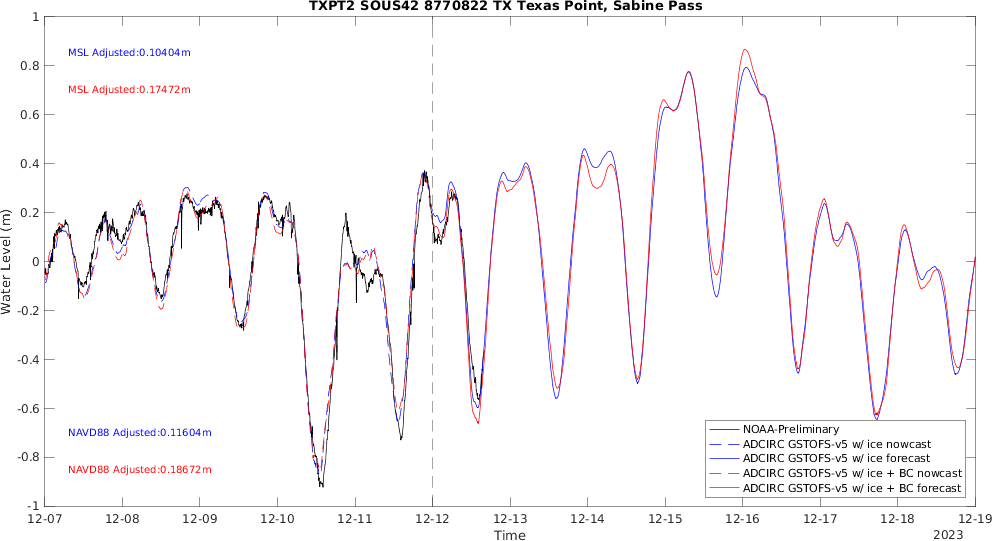 TXPT2 SOUS42 8770822 TX Texas Point, Sabine Pass
1
0.8
0.6
0.4
0.2
0
-0.2
-0.4
-0.6
-0.8
-1
Water Level (m)
MSL Adjusted:0.10404m
MSL Adjusted:0.17472m
NAVD88 Adjusted:0.11604m
NAVD88 Adjusted:0.18672m
NOAA-Preliminary
ADCIRC GSTOFS-v5 w/ ice nowcast
ADCIRC GSTOFS-v5 w/ ice forecast
ADCIRC GSTOFS-v5 w/ ice + BC nowcast
ADCIRC GSTOFS-v5 w/ ice + BC forecast
12-07 12-08 12-09 12-10 12-11 12-12 12-13 12-14 12-15 12-16 12-17 12-18 12-19
Time
2023